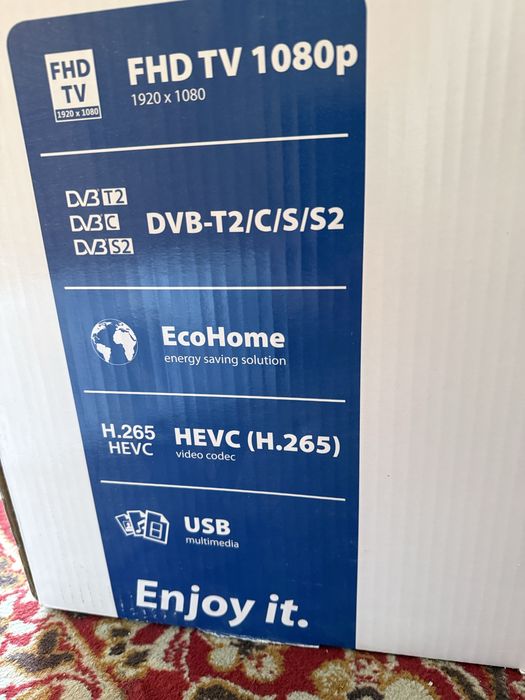 FHD
TV
1920 x 1080
FHD TV 1080p
1920 x 1080
DVB T2
DVB C
DVB S2
DVB-T2/C/S/S2
EcoHome
energy saving solution
H.265
HEVC
HEVC (H.265)
video codec
USB
multimedia
Enjoy it.